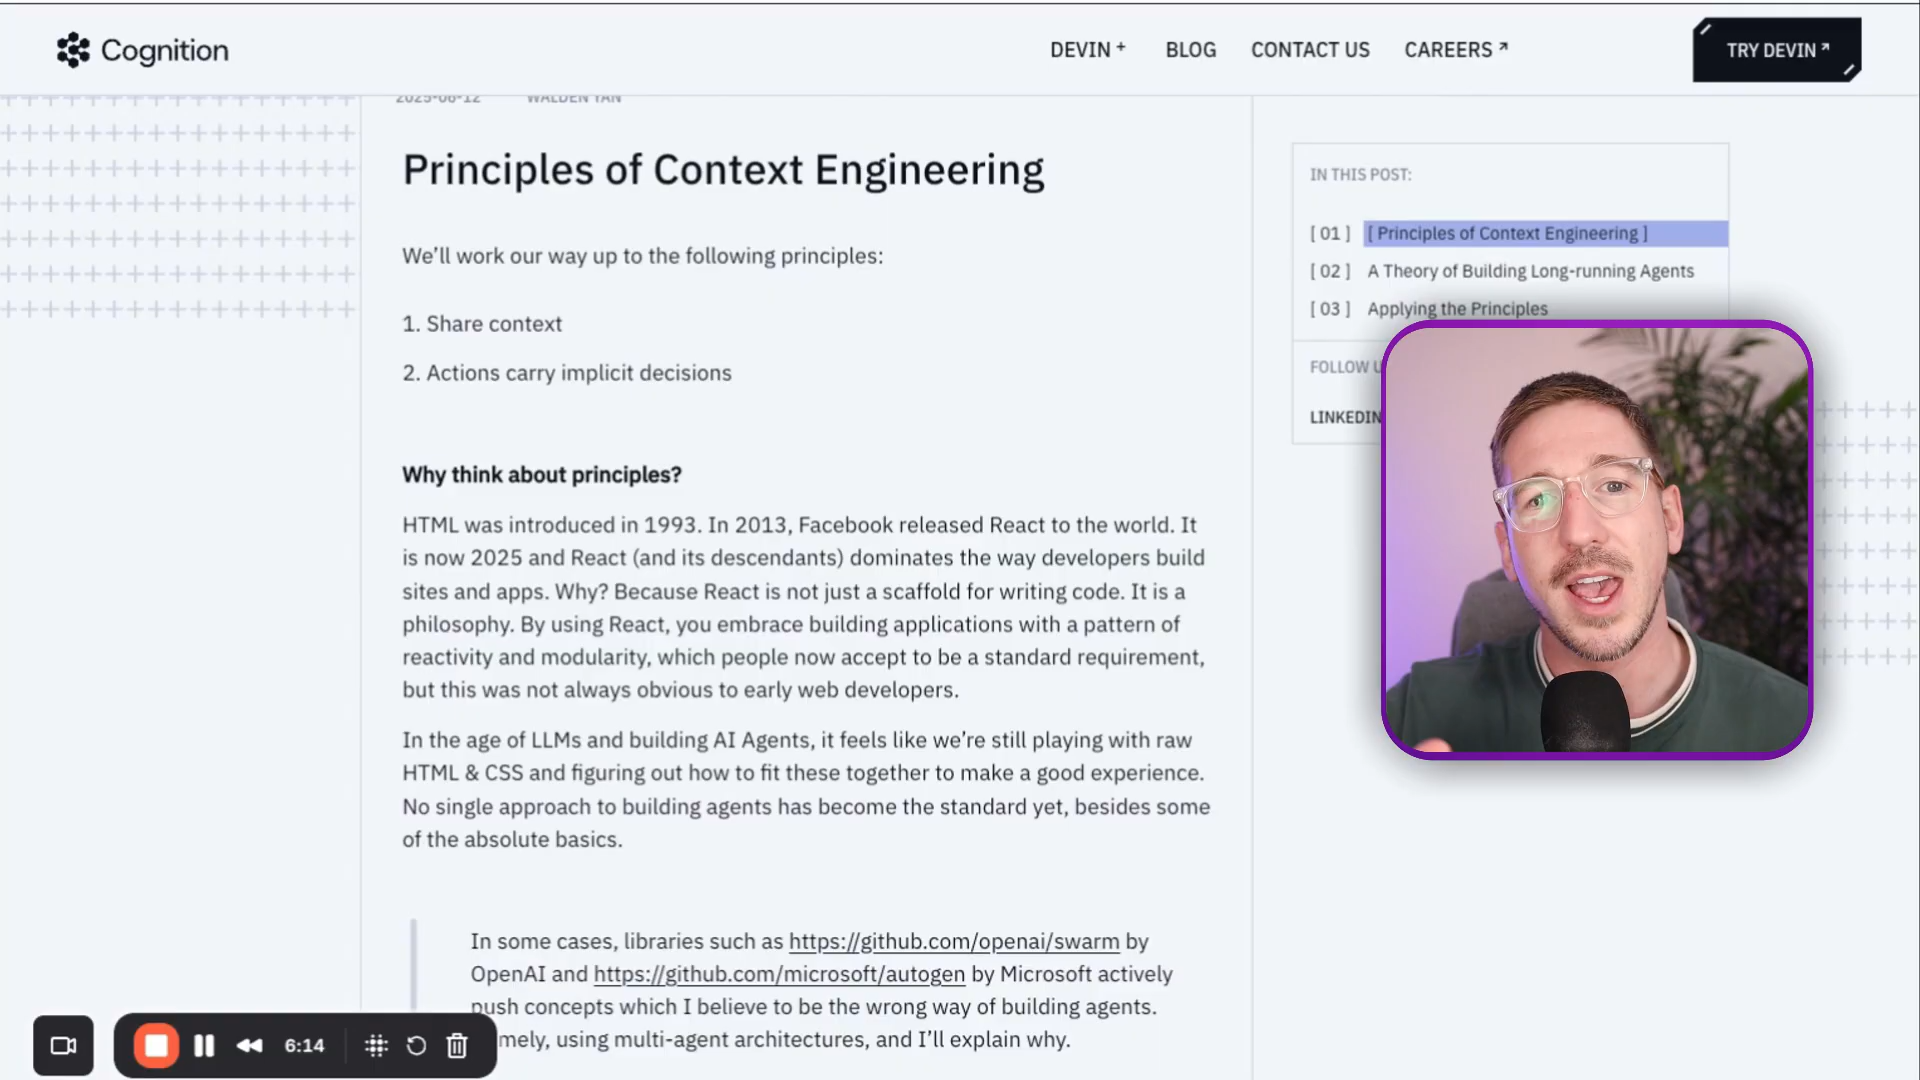 Cognition
DEVIN +
BLOG
CONTACT US
CAREERS ↗
TRY DEVIN ↗
2025-06-12
WALDEN YAN
Principles of Context Engineering
We’ll work our way up to the following principles:
1. Share context
2. Actions carry implicit decisions
Why think about principles?
HTML was introduced in 1993. In 2013, Facebook released React to the world. It
is now 2025 and React (and its descendants) dominates the way developers build
sites and apps. Why? Because React is not just a scaffold for writing code. It is a
philosophy. By using React, you embrace building applications with a pattern of
reactivity and modularity, which people now accept to be a standard requirement,
but this was not always obvious to early web developers.
In the age of LLMs and building AI Agents, it feels like we’re still playing with raw
HTML & CSS and figuring out how to fit these together to make a good experience.
No single approach to building agents has become the standard yet, besides some
of the absolute basics.
In some cases, libraries such as https://github.com/openai/swarm by
OpenAI and https://github.com/microsoft/autogen by Microsoft actively
push concepts which I believe to be the wrong way of building agents.
mely, using multi-agent architectures, and I’ll explain why.
IN THIS POST:
[ 01 ] [ Principles of Context Engineering ]
[ 02 ] A Theory of Building Long-running Agents
[ 03 ] Applying the Principles
FOLLOW U
LINKEDIN
6:14